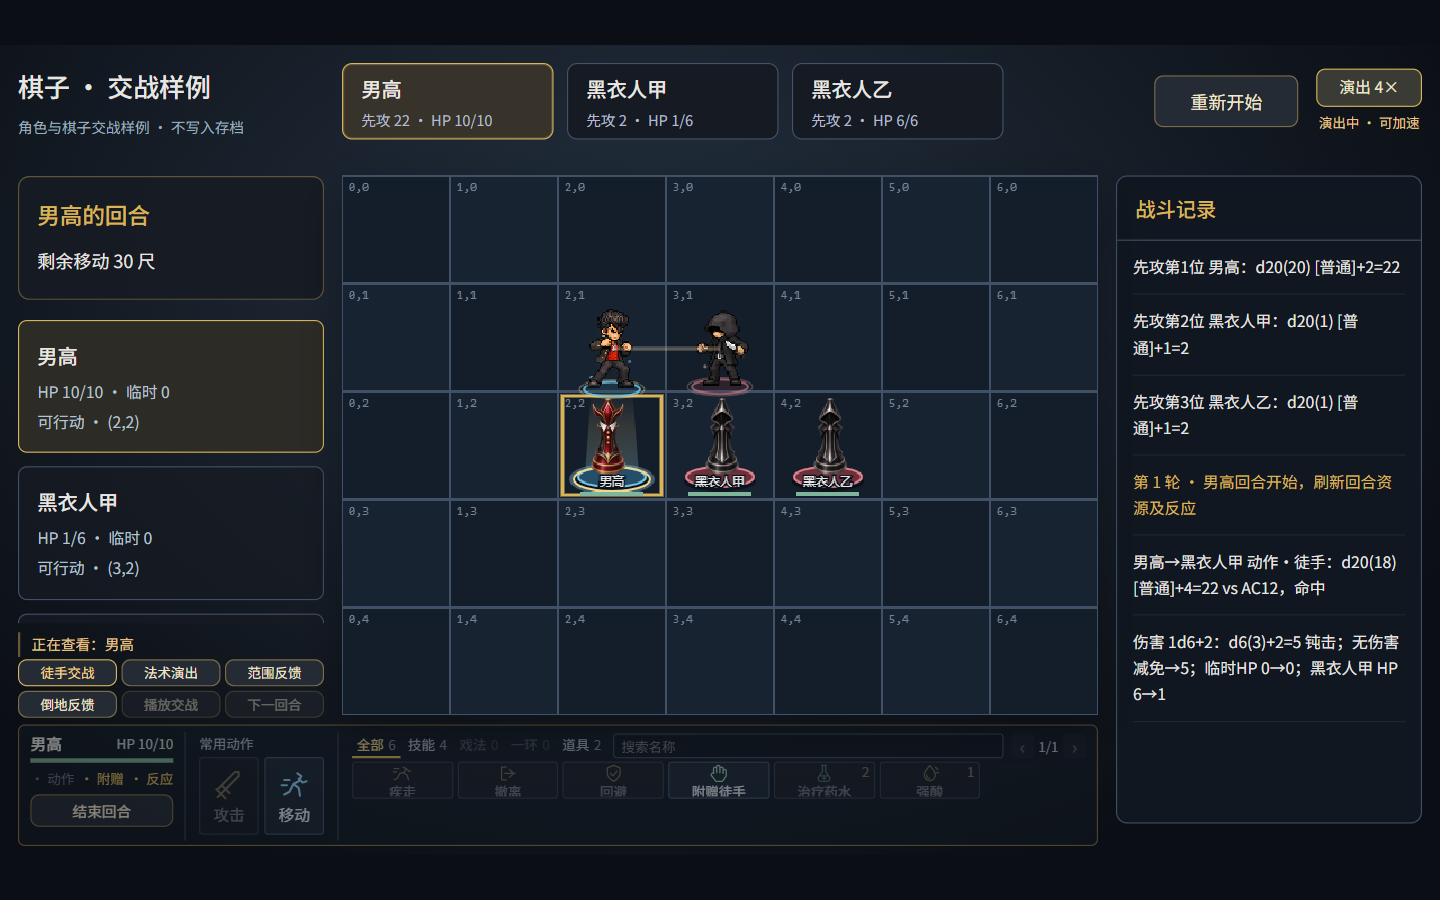 棋子 · 交战样例
角色与棋子交战样例 · 不写入存档
男高
先攻 22 · HP 10/10
黑衣人甲
先攻 2 · HP 1/6
黑衣人乙
先攻 2 · HP 6/6
重新开始
演出 4×
演出中 · 可加速
男高的回合
剩余移动 30 尺
男高
HP 10/10 · 临时 0
可行动 · (2,2)
黑衣人甲
HP 1/6 · 临时 0
可行动 · (3,2)
正在查看：男高
徒手交战
法术演出
范围反馈
倒地反馈
播放交战
下一回合
0,0 1,0 2,0 3,0 4,0 5,0 6,0
0,1 1,1 2,1 3,1 4,1 5,1 6,1
0,2 1,2 2,2 3,2 4,2 5,2 6,2
男高 黑衣人甲 黑衣人乙
0,3 1,3 2,3 3,3 4,3 5,3 6,3
0,4 1,4 2,4 3,4 4,4 5,4 6,4
男高 HP 10/10
· 动作 · 附赠 · 反应
结束回合
常用动作
攻击
移动
全部 6 技能 4 戏法 0 一环 0 道具 2
搜索名称
‹ 1/1 ›
疾走
撤离
回避
附赠徒手
治疗药水 2
强酸 1
战斗记录
先攻第1位 男高：d20(20) [普通]+2=22
先攻第2位 黑衣人甲：d20(1) [普
通]+1=2
先攻第3位 黑衣人乙：d20(1) [普
通]+1=2
第 1 轮 · 男高回合开始，刷新回合资
源及反应
男高→黑衣人甲 动作·徒手：d20(18)
[普通]+4=22 vs AC12，命中
伤害 1d6+2：d6(3)+2=5 钝击；无伤害
减免→5；临时HP 0→0；黑衣人甲 HP
6→1